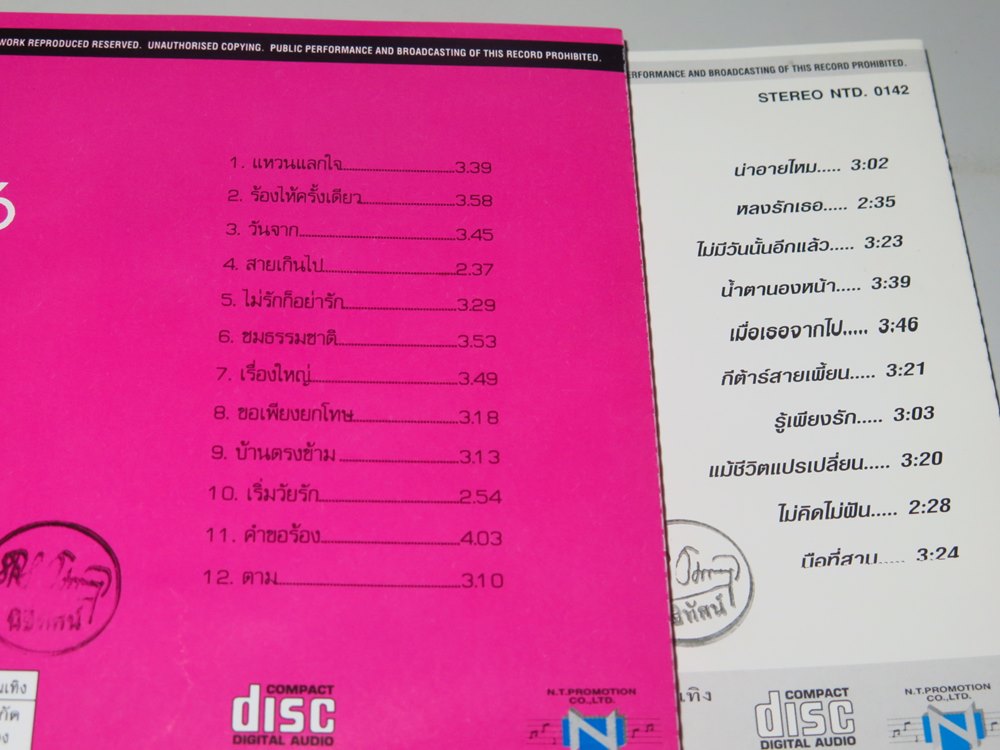 WORK REPRODUCED RESERVED. UNAUTHORISED COPYING. PUBLIC PERFORMANCE AND BROADCASTING OF THIS RECORD PROHIBITED.
6
1. แหวนแลกใจ 3.39
2. ร้องไห้ครั้งเดียว 3.58
3. วันจาก 3.45
4. สายเกินไป 2.37
5. ไม่รักก็อย่ารัก 3.29
6. ชมธรรมชาติ 3.53
7. เรื่องใหญ่ 3.49
8. ขอเพียงยกโทษ 3.18
9. บ้านตรงข้าม 3.13
10. เริ่มวัยรัก 2.54
11. คำขอร้อง 4.03
12. ตาม 3.10
COMPACT
disc
DIGITAL AUDIO
N.T.PROMOTION
CO.,LTD.
N
PERFORMANCE AND BROADCASTING OF THIS RECORD PROHIBITED.
STEREO NTD. 0142
น่าอายไหม..... 3:02
หลงรักเธอ..... 2:35
ไม่มีวันนั้นอีกแล้ว..... 3:23
น้ำตานองหน้า..... 3:39
เมื่อเธอจากไป..... 3:46
กีต้าร์สายเพี้ยน..... 3:21
รู้เพียงรัก..... 3:03
แม้ชีวิตแปรเปลี่ยน..... 3:20
ไม่คิดไม่ฝัน..... 2:28
มือที่สาม..... 3:24
COMPACT
disc
DIGITAL AUDIO
N.T.PROMOTION
CO.,LTD.
N